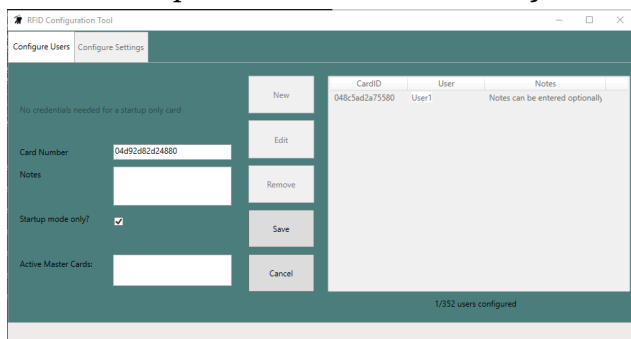 RFID Configuration Tool
Configure Users
Configure Settings
No credentials needed for a startup only card
Card Number
04d92d82d24880
Notes
Startup mode only?
Active Master Cards:
New
Edit
Remove
Save
Cancel
CardID User Notes
048c5ad2a75580 User1 Notes can be entered optionally
1/352 users configured